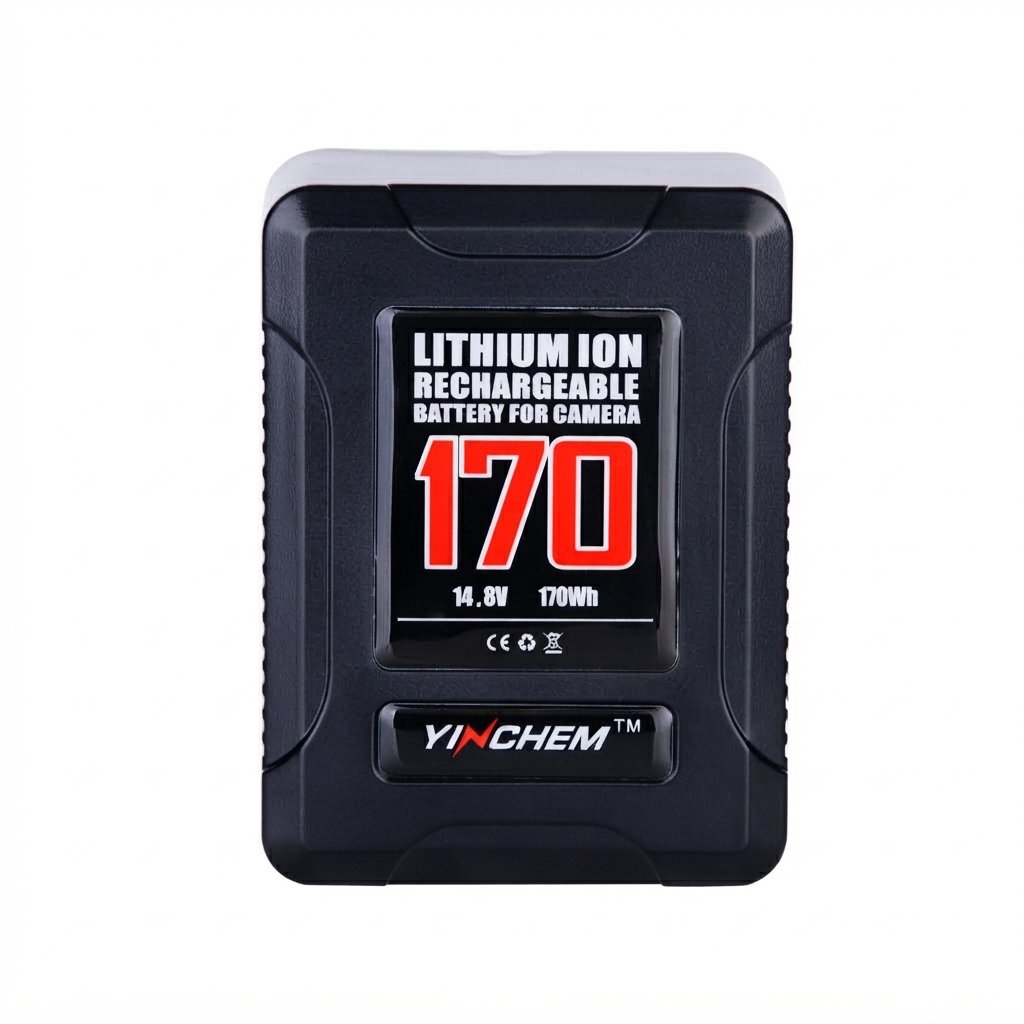 LITHIUM ION
RECHARGEABLE
BATTERY FOR CAMERA
170
14.8V 170Wh
CE
YINCHEM™